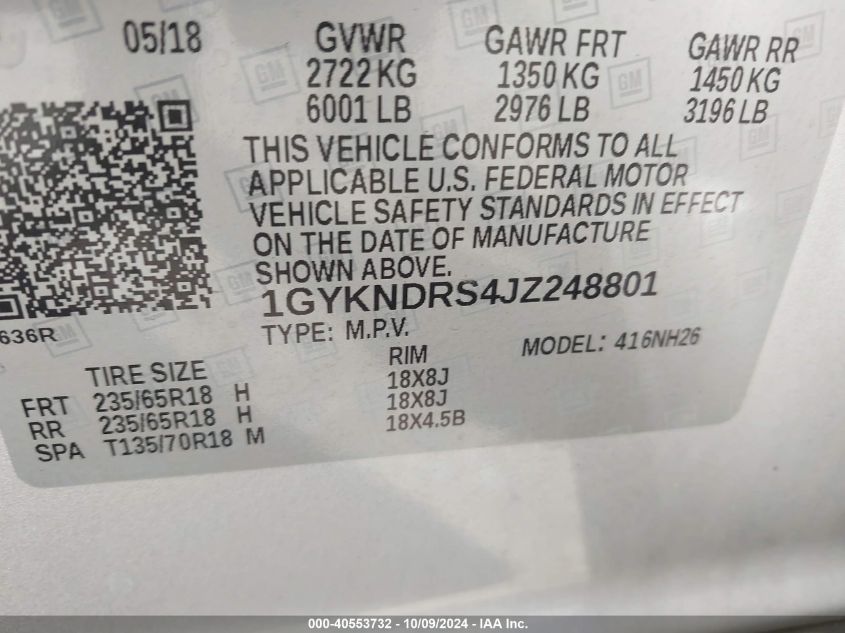 05/18 GVWR GAWR FRT GAWR RR
2722 KG 1350 KG 1450 KG
6001 LB 2976 LB 3196 LB
THIS VEHICLE CONFORMS TO ALL
APPLICABLE U.S. FEDERAL MOTOR
VEHICLE SAFETY STANDARDS IN EFFECT
ON THE DATE OF MANUFACTURE
SHOWN ABOVE.
1GYKNDRS4JZ248801
636R
TYPE: M.P.V. MODEL: 416NH26
TIRE SIZE RIM
FRT 235/65R18 H 18X8J
RR 235/65R18 H 18X8J
SPA T135/70R18 M 18X4.5B
000-40553732 - 10/09/2024 - IAA Inc.